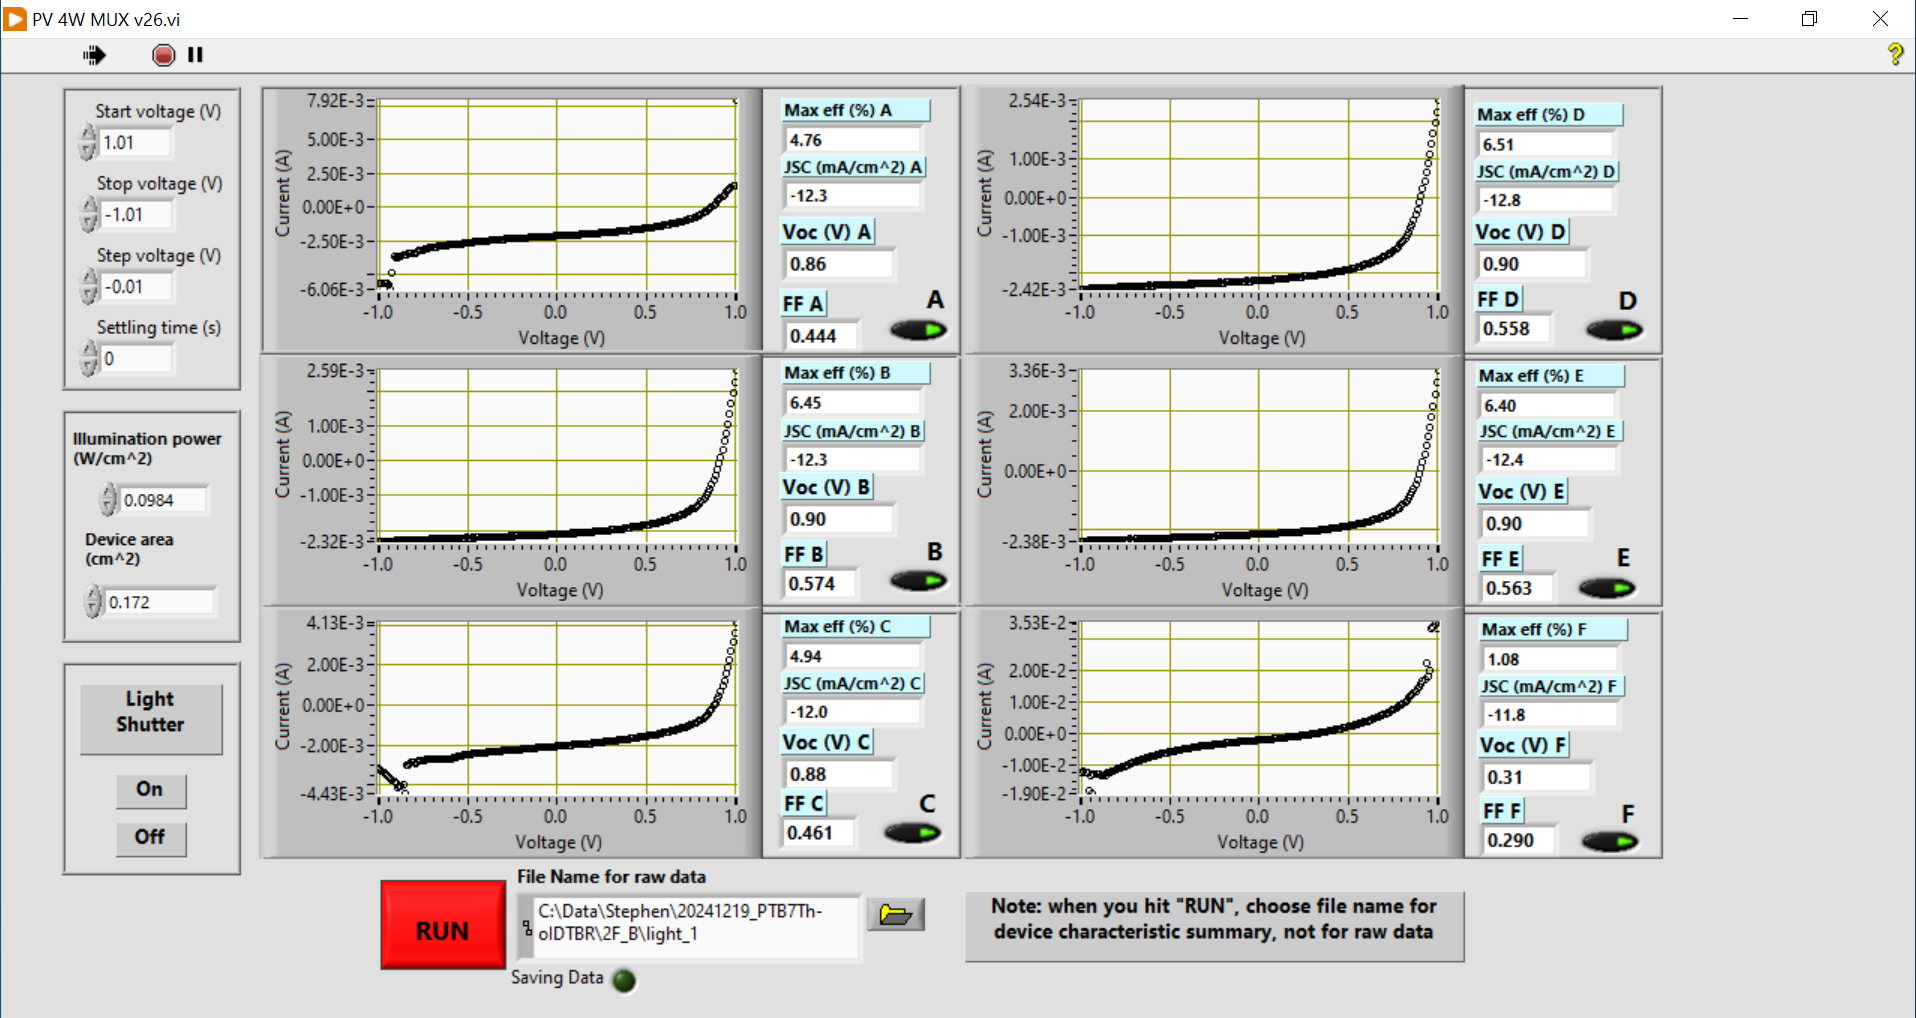 PV 4W MUX v26.vi
Start voltage (V)
1.01
Stop voltage (V)
-1.01
Step voltage (V)
-0.01
Settling time (s)
0
Illumination power
(W/cm^2)
0.0984
Device area
(cm^2)
0.172
Light
Shutter
On
Off
7.92E-3
5.00E-3
2.50E-3
0.00E+0
-2.50E-3
-6.06E-3
Current (A)
-1.0 -0.5 0.0 0.5 1.0
Voltage (V)
Max eff (%) A
4.76
JSC (mA/cm^2) A
-12.3
Voc (V) A
0.86
FF A
0.444
A
2.54E-3
1.00E-3
0.00E+0
-1.00E-3
-2.42E-3
Current (A)
-1.0 -0.5 0.0 0.5 1.0
Voltage (V)
Max eff (%) D
6.51
JSC (mA/cm^2) D
-12.8
Voc (V) D
0.90
FF D
0.558
D
2.59E-3
1.00E-3
0.00E+0
-1.00E-3
-2.32E-3
Current (A)
-1.0 -0.5 0.0 0.5 1.0
Voltage (V)
Max eff (%) B
6.45
JSC (mA/cm^2) B
-12.3
Voc (V) B
0.90
FF B
0.574
B
3.36E-3
2.00E-3
0.00E+0
-2.38E-3
Current (A)
-1.0 -0.5 0.0 0.5 1.0
Voltage (V)
Max eff (%) E
6.40
JSC (mA/cm^2) E
-12.4
Voc (V) E
0.90
FF E
0.563
E
4.13E-3
2.00E-3
0.00E+0
-2.00E-3
-4.43E-3
Current (A)
-1.0 -0.5 0.0 0.5 1.0
Voltage (V)
Max eff (%) C
4.94
JSC (mA/cm^2) C
-12.0
Voc (V) C
0.88
FF C
0.461
C
3.53E-2
2.00E-2
1.00E-2
0.00E+0
-1.00E-2
-1.90E-2
Current (A)
-1.0 -0.5 0.0 0.5 1.0
Voltage (V)
Max eff (%) F
1.08
JSC (mA/cm^2) F
-11.8
Voc (V) F
0.31
FF F
0.290
F
RUN
File Name for raw data
C:\Data\Stephen\20241219_PTB7Th-
oIDTBR\2F_B\light_1
Saving Data
Note: when you hit "RUN", choose file name for
device characteristic summary, not for raw data